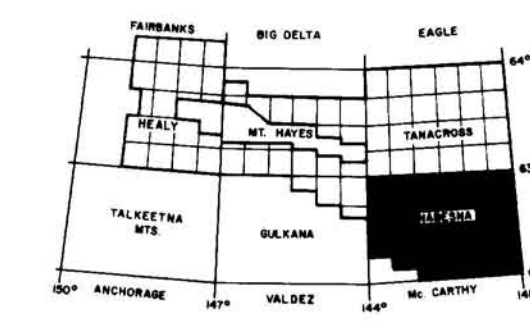 FAIRBANKS
BIG DELTA
EAGLE
64°
HEALY
MT. HAYES
TANACROSS
63
TALKEETNA
MTS.
GULKANA
NABESNA
150°
ANCHORAGE
147°
VALDEZ
144°
Mc CARTHY